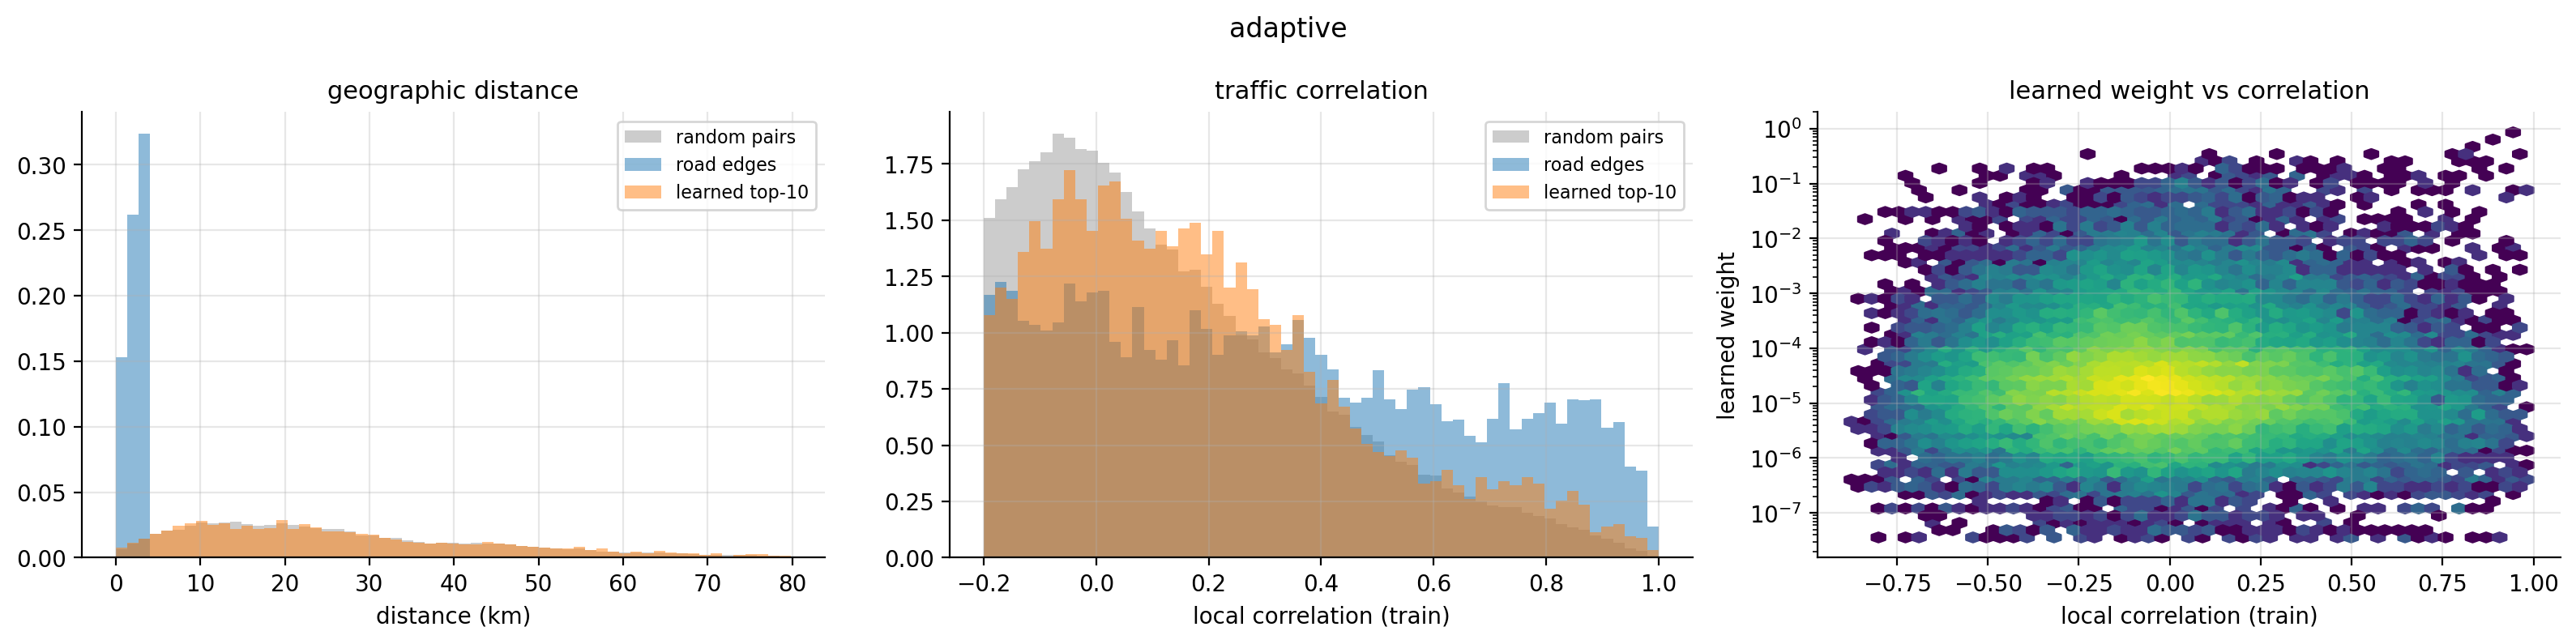 adaptive
geographic distance
random pairs
road edges
learned top-10
0.30
0.25
0.20
0.15
0.10
0.05
0.00
0 10 20 30 40 50 60 70 80
distance (km)
traffic correlation
random pairs
road edges
learned top-10
1.75
1.50
1.25
1.00
0.75
0.50
0.25
0.00
−0.2 0.0 0.2 0.4 0.6 0.8 1.0
local correlation (train)
learned weight vs correlation
learned weight
10⁰
10⁻¹
10⁻²
10⁻³
10⁻⁴
10⁻⁵
10⁻⁶
10⁻⁷
−0.75 −0.50 −0.25 0.00 0.25 0.50 0.75 1.00
local correlation (train)